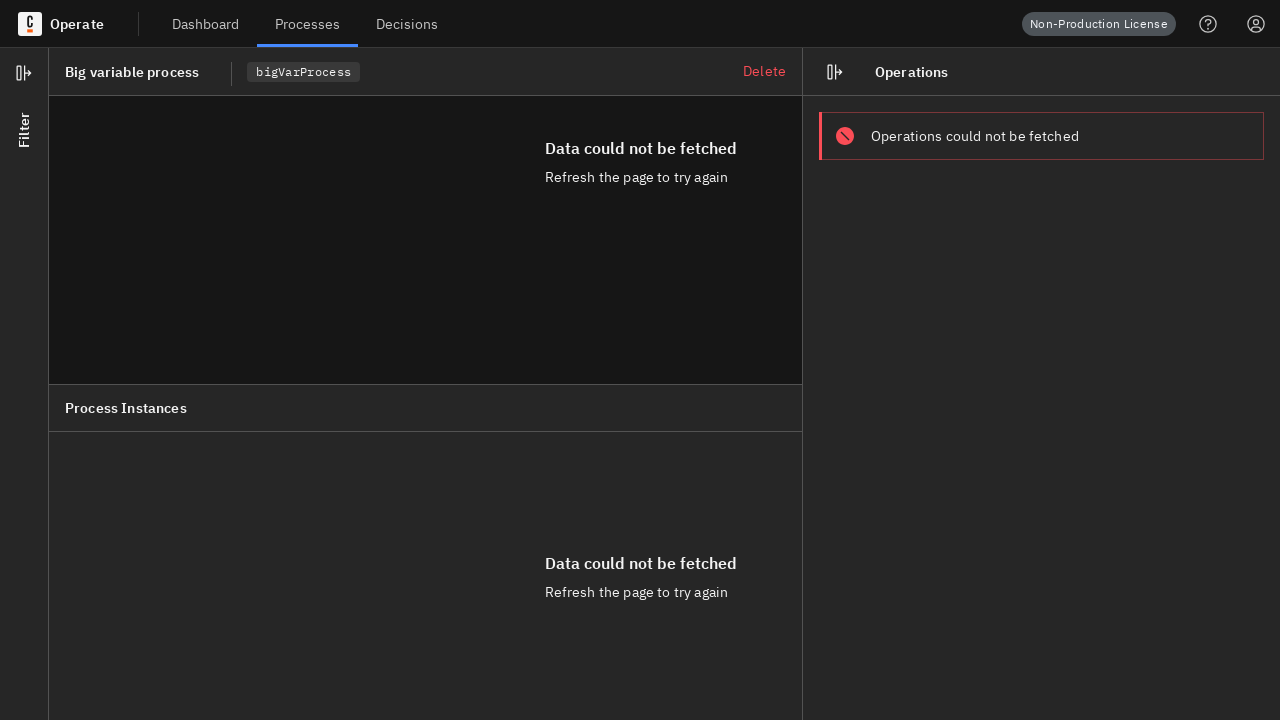 Operate
Dashboard
Processes
Decisions
Non-Production License
Filter
Big variable process
bigVarProcess
Delete
Data could not be fetched
Refresh the page to try again
Process Instances
Data could not be fetched
Refresh the page to try again
Operations
Operations could not be fetched